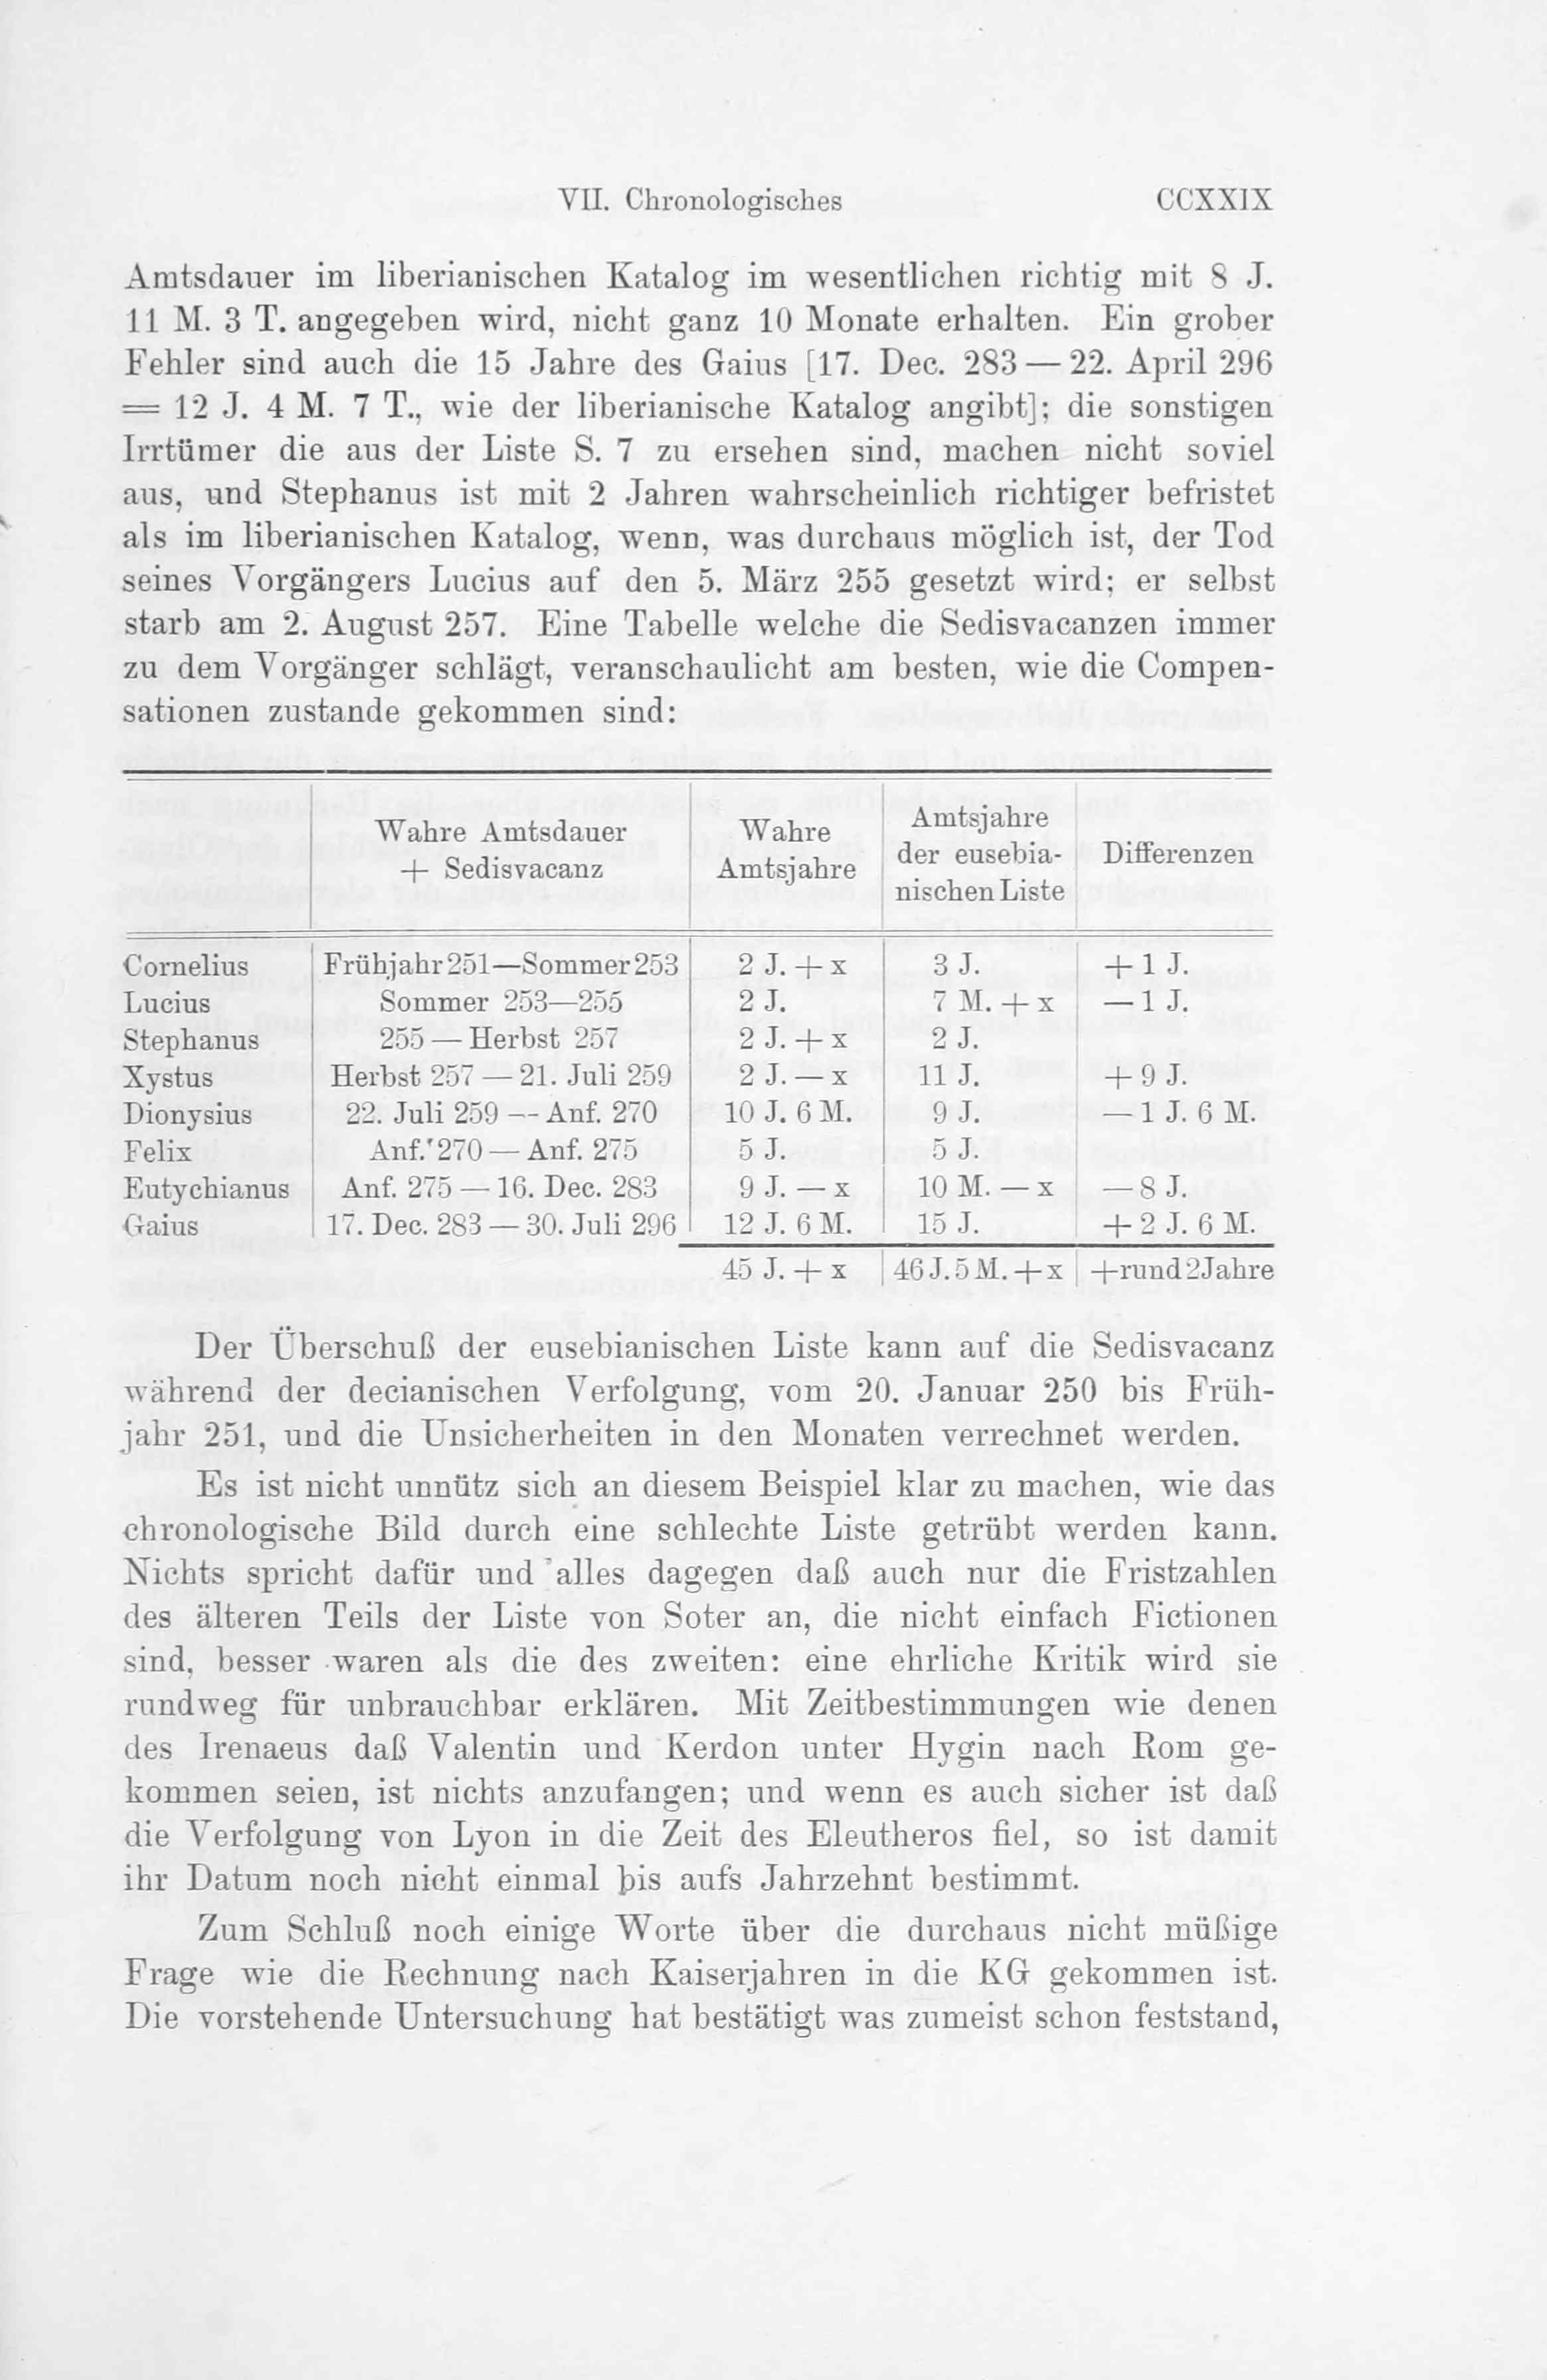 VII. Chronologisches CCXXIX
Amtsdauer im liberianischen Katalog im wesentlichen richtig mit 8 J.
11 M. 3 T. angegeben wird, nicht ganz 10 Monate erhalten. Ein grober
Fehler sind auch die 15 Jahre des Gaius [17. Dec. 283 — 22. April 296
= 12 J. 4 M. 7 T., wie der liberianische Katalog angibt]; die sonstigen
Irrtümer die aus der Liste S. 7 zu ersehen sind, machen nicht soviel
aus, und Stephanus ist mit 2 Jahren wahrscheinlich richtiger befristet
als im liberianischen Katalog, wenn, was durchaus möglich ist, der Tod
seines Vorgängers Lucius auf den 5. März 255 gesetzt wird; er selbst
starb am 2. August 257. Eine Tabelle welche die Sedisvacanzen immer
zu dem Vorgänger schlägt, veranschaulicht am besten, wie die Compen-
sationen zustande gekommen sind:
Wahre Amtsdauer
+ Sedisvacanz
Wahre
Amtsjahre
Amtsjahre
der eusebia-
nischen Liste
Differenzen
Cornelius Frühjahr 251—Sommer 253 2 J. + x 3 J. + 1 J.
Lucius Sommer 253—255 2 J. 7 M. + x — 1 J.
Stephanus 255 — Herbst 257 2 J. + x 2 J.
Xystus Herbst 257 — 21. Juli 259 2 J. — x 11 J. + 9 J.
Dionysius 22. Juli 259 — Anf. 270 10 J. 6 M. 9 J. — 1 J. 6 M.
Felix Anf. 270 — Anf. 275 5 J. 5 J.
Eutychianus Anf. 275 — 16. Dec. 283 9 J. — x 10 M. — x — 8 J.
Gaius 17. Dec. 283 — 30. Juli 296 12 J. 6 M. 15 J. + 2 J. 6 M.
45 J. + x 46 J. 5 M. + x + rund 2 Jahre
Der Überschuß der eusebianischen Liste kann auf die Sedisvacanz
während der decianischen Verfolgung, vom 20. Januar 250 bis Früh-
jahr 251, und die Unsicherheiten in den Monaten verrechnet werden.
Es ist nicht unnütz sich an diesem Beispiel klar zu machen, wie das
chronologische Bild durch eine schlechte Liste getrübt werden kann.
Nichts spricht dafür und alles dagegen daß auch nur die Fristzahlen
des älteren Teils der Liste von Soter an, die nicht einfach Fictionen
sind, besser waren als die des zweiten: eine ehrliche Kritik wird sie
rundweg für unbrauchbar erklären. Mit Zeitbestimmungen wie denen
des Irenaeus daß Valentin und Kerdon unter Hygin nach Rom ge-
kommen seien, ist nichts anzufangen; und wenn es auch sicher ist daß
die Verfolgung von Lyon in die Zeit des Eleutheros fiel, so ist damit
ihr Datum noch nicht einmal bis aufs Jahrzehnt bestimmt.
Zum Schluß noch einige Worte über die durchaus nicht müßige
Frage wie die Rechnung nach Kaiserjahren in die KG gekommen ist.
Die vorstehende Untersuchung hat bestätigt was zumeist schon feststand,